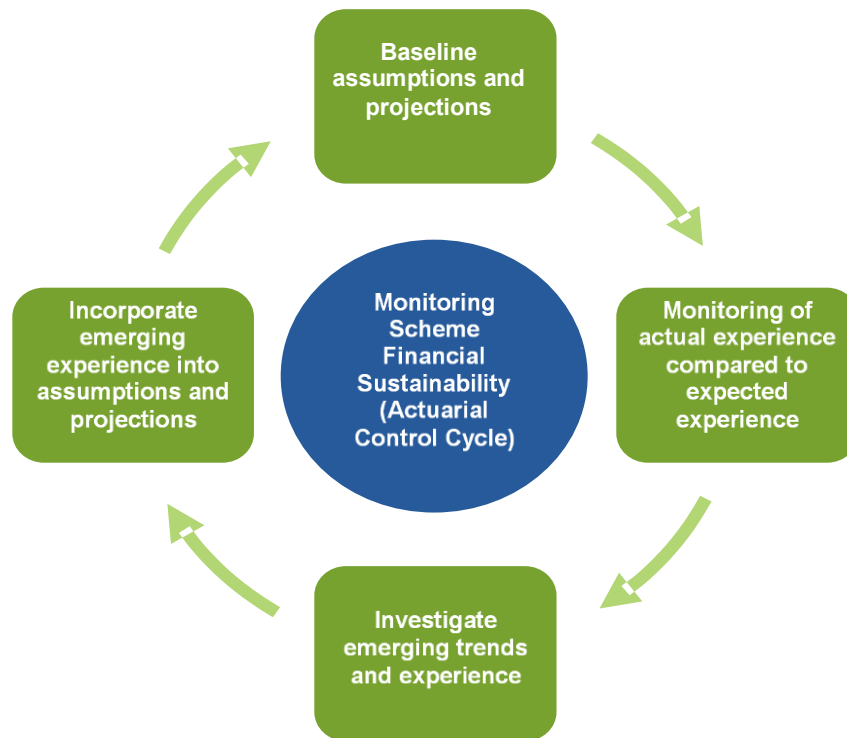 Baseline
assumptions and
projections
Monitoring of
actual experience
compared to
expected
experience
Investigate
emerging trends
and experience
Incorporate
emerging
experience into
assumptions and
projections
Monitoring
Scheme
Financial
Sustainability
(Actuarial
Control Cycle)